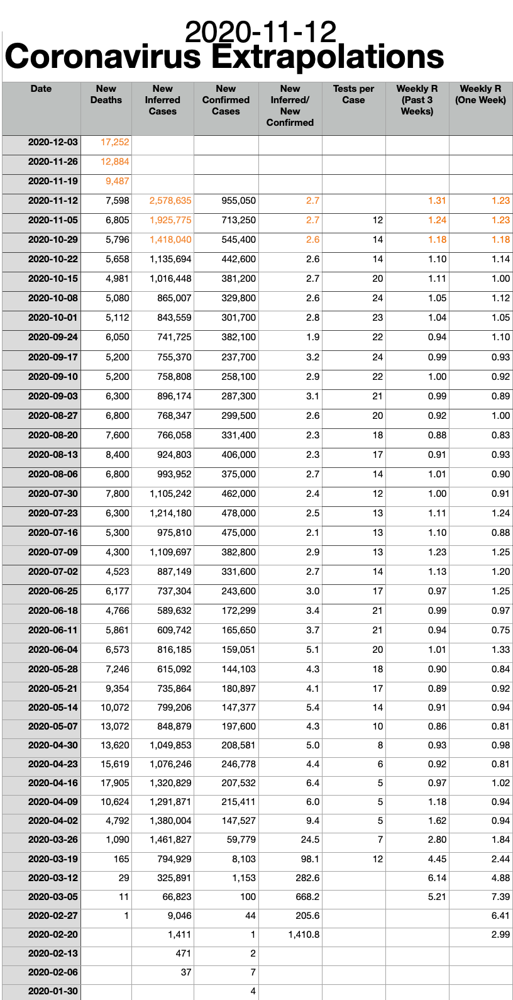 2020-11-12
Coronavirus Extrapolations
Date New Deaths New Inferred Cases New Confirmed Cases New Inferred/ New Confirmed Tests per Case Weekly R (Past 3 Weeks) Weekly R (One Week)
2020-12-03 17,252
2020-11-26 12,884
2020-11-19 9,487
2020-11-12 7,598 2,578,635 955,050 2.7 1.31 1.23
2020-11-05 6,805 1,925,775 713,250 2.7 12 1.24 1.23
2020-10-29 5,796 1,418,040 545,400 2.6 14 1.18 1.18
2020-10-22 5,658 1,135,694 442,600 2.6 14 1.10 1.14
2020-10-15 4,981 1,016,448 381,200 2.7 20 1.11 1.00
2020-10-08 5,080 865,007 329,800 2.6 24 1.05 1.12
2020-10-01 5,112 843,559 301,700 2.8 23 1.04 1.05
2020-09-24 6,050 741,725 382,100 1.9 22 0.94 1.10
2020-09-17 5,200 755,370 237,700 3.2 24 0.99 0.93
2020-09-10 5,200 758,808 258,100 2.9 22 1.00 0.92
2020-09-03 6,300 896,174 287,300 3.1 21 0.99 0.89
2020-08-27 6,800 768,347 299,500 2.6 20 0.92 1.00
2020-08-20 7,600 766,058 331,400 2.3 18 0.88 0.83
2020-08-13 8,400 924,803 406,000 2.3 17 0.91 0.93
2020-08-06 6,800 993,952 375,000 2.7 14 1.01 0.90
2020-07-30 7,800 1,105,242 462,000 2.4 12 1.00 0.91
2020-07-23 6,300 1,214,180 478,000 2.5 13 1.11 1.24
2020-07-16 5,300 975,810 475,000 2.1 13 1.10 0.88
2020-07-09 4,300 1,109,697 382,800 2.9 13 1.23 1.25
2020-07-02 4,523 887,149 331,600 2.7 14 1.13 1.20
2020-06-25 6,177 737,304 243,600 3.0 17 0.97 1.25
2020-06-18 4,766 589,632 172,299 3.4 21 0.99 0.97
2020-06-11 5,861 609,742 165,650 3.7 21 0.94 0.75
2020-06-04 6,573 816,185 159,051 5.1 20 1.01 1.33
2020-05-28 7,246 615,092 144,103 4.3 18 0.90 0.84
2020-05-21 9,354 735,864 180,897 4.1 17 0.89 0.92
2020-05-14 10,072 799,206 147,377 5.4 14 0.91 0.94
2020-05-07 13,072 848,879 197,600 4.3 10 0.86 0.81
2020-04-30 13,620 1,049,853 208,581 5.0 8 0.93 0.98
2020-04-23 15,619 1,076,246 246,778 4.4 6 0.92 0.81
2020-04-16 17,905 1,320,829 207,532 6.4 5 0.97 1.02
2020-04-09 10,624 1,291,871 215,411 6.0 5 1.18 0.94
2020-04-02 4,792 1,380,004 147,527 9.4 5 1.62 0.94
2020-03-26 1,090 1,461,827 59,779 24.5 7 2.80 1.84
2020-03-19 165 794,929 8,103 98.1 12 4.45 2.44
2020-03-12 29 325,891 1,153 282.6 6.14 4.88
2020-03-05 11 66,823 100 668.2 5.21 7.39
2020-02-27 1 9,046 44 205.6 6.41
2020-02-20 1,411 1 1,410.8 2.99
2020-02-13 471 2
2020-02-06 37 7
2020-01-30 4